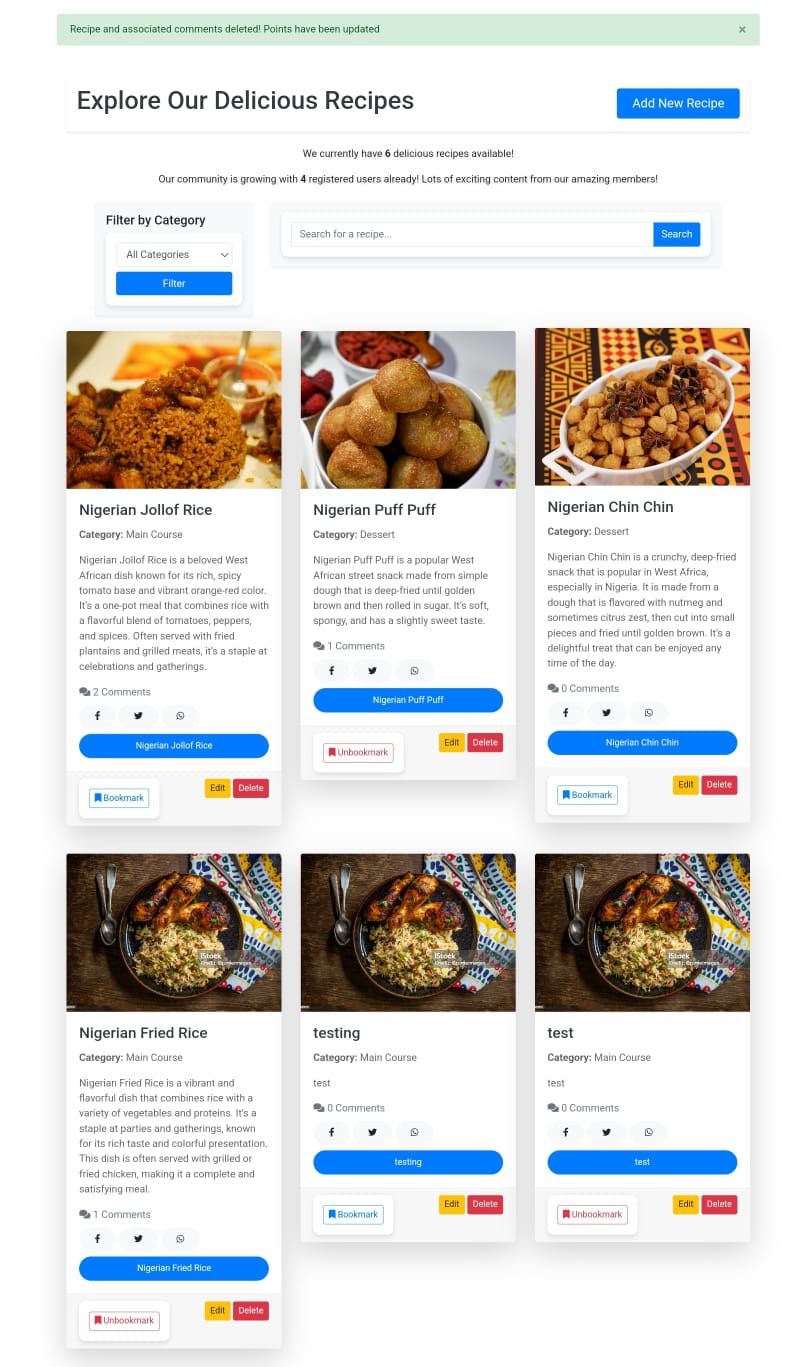 Recipe and associated comments deleted! Points have been updated
×
Explore Our Delicious Recipes
Add New Recipe
We currently have 6 delicious recipes available!
Our community is growing with 4 registered users already! Lots of exciting content from our amazing members!
Filter by Category
All Categories
Filter
Search for a recipe...
Search
Nigerian Jollof Rice
Category: Main Course
Nigerian Jollof Rice is a beloved West
African dish known for its rich, spicy
tomato base and vibrant orange-red color.
It's a one-pot meal that combines rice with
a flavorful blend of tomatoes, peppers,
and spices. Often served with fried
plantains and grilled meats, it's a staple at
celebrations and gatherings.
2 Comments
Nigerian Jollof Rice
Bookmark
Edit
Delete
Nigerian Puff Puff
Category: Dessert
Nigerian Puff Puff is a popular West
African street snack made from simple
dough that is deep-fried until golden
brown and then rolled in sugar. It's soft,
spongy, and has a slightly sweet taste.
1 Comments
Nigerian Puff Puff
Unbookmark
Edit
Delete
Nigerian Chin Chin
Category: Dessert
Nigerian Chin Chin is a crunchy, deep-fried
snack that is popular in West Africa,
especially in Nigeria. It is made from a
dough that is flavored with nutmeg and
sometimes citrus zest, then cut into small
pieces and fried until golden brown. It's a
delightful treat that can be enjoyed any
time of the day.
0 Comments
Nigerian Chin Chin
Bookmark
Edit
Delete
iStock
Nigerian Fried Rice
Category: Main Course
Nigerian Fried Rice is a vibrant and
flavorful dish that combines rice with a
variety of vegetables and proteins. It's a
staple at parties and gatherings, known
for its rich taste and colorful presentation.
This dish is often served with grilled or
fried chicken, making it a complete and
satisfying meal.
1 Comments
Nigerian Fried Rice
Unbookmark
Edit
Delete
iStock
testing
Category: Main Course
test
0 Comments
testing
Bookmark
Edit
Delete
iStock
test
Category: Main Course
test
0 Comments
test
Unbookmark
Edit
Delete